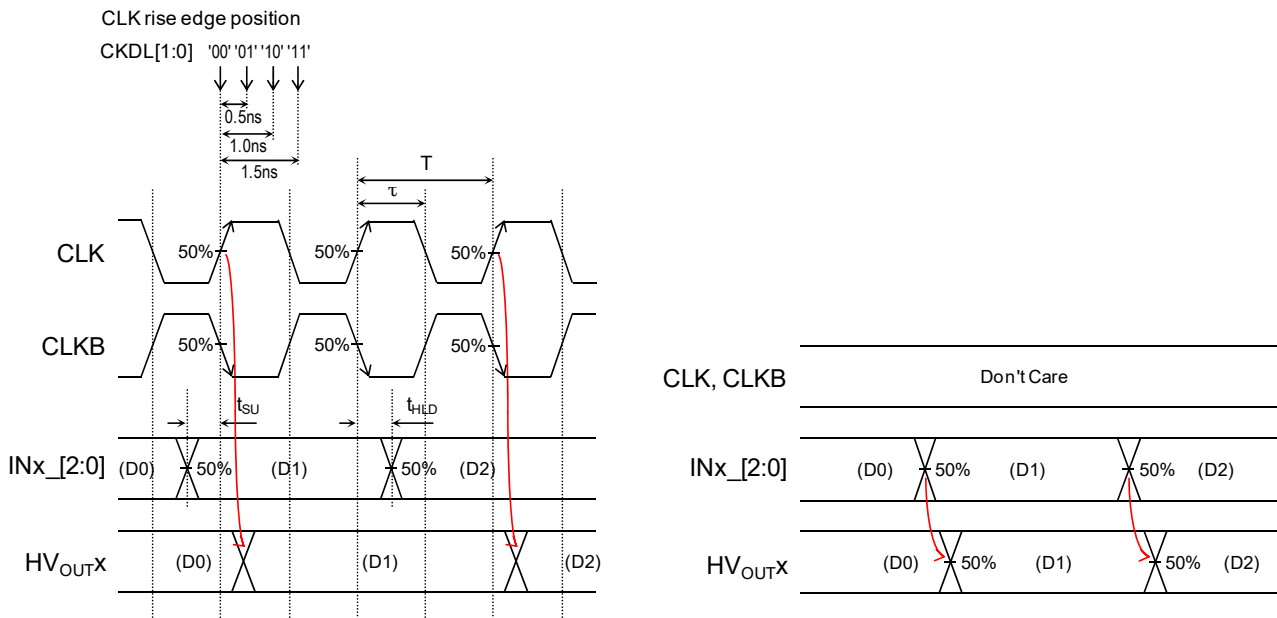 CLK rise edge position
CKDL[1:0] '00' '01' '10' '11'
0.5ns
1.0ns
1.5ns
T
τ
CLK 50% 50% 50%
CLKB 50% 50% 50%
tSU tHLD
INx_[2:0] (D0) 50% (D1) 50% (D2)
HVOUTx (D0) (D1) (D2)
CLK, CLKB Don't Care
INx_[2:0] (D0) 50% (D1) 50% (D2)
HVOUTx (D0) 50% (D1) 50% (D2)